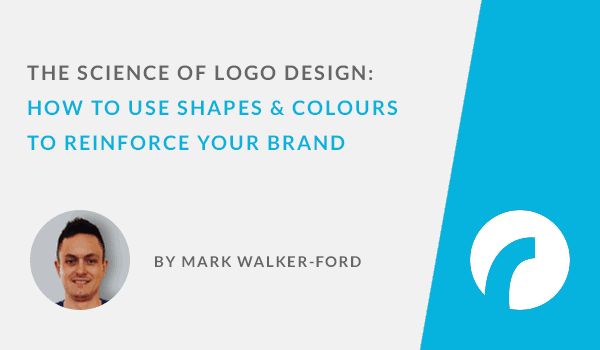 THE SCIENCE OF LOGO DESIGN:
HOW TO USE SHAPES & COLOURS
TO REINFORCE YOUR BRAND
BY MARK WALKER-FORD